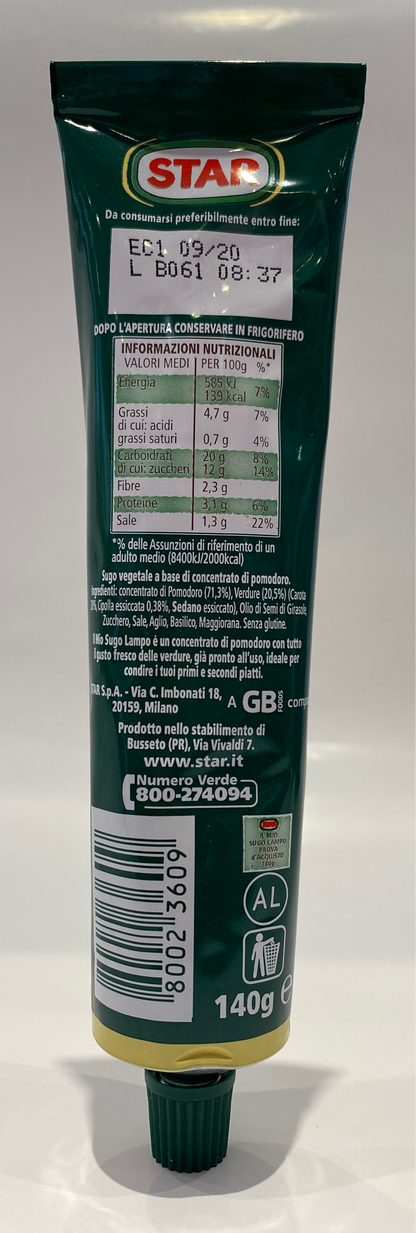 STAR
Da consumarsi preferibilmente entro fine:
EC1 09/20
L B061 08:37
DOPO L'APERTURA CONSERVARE IN FRIGORIFERO
INFORMAZIONI NUTRIZIONALI
VALORI MEDI PER 100g %*
Energia 585 kJ
139 kcal 7%
Grassi 4,7 g 7%
di cui: acidi
grassi saturi 0,7 g 4%
Carboidrati 20 g 8%
di cui: zuccheri 12 g 14%
Fibre 2,3 g
Proteine 3,1 g 6%
Sale 1,3 g 22%
*% delle Assunzioni di riferimento di un
adulto medio (8400kJ/2000kcal)
Sugo vegetale a base di concentrato di pomodoro.
concentrato di Pomodoro (71,3%), Verdure (20,5%) (Carota
Cipolla essiccata 0,38%, Sedano essiccato), Olio di Semi di Girasole,
Zucchero, Sale, Aglio, Basilico, Maggiorana. Senza glutine.
Il Mio Sugo Lampo è un concentrato di pomodoro con tutto
il gusto fresco delle verdure, già pronto all'uso, ideale per
condire i tuoi primi e secondi piatti.
S.p.A. - Via C. Imbonati 18,
20159, Milano
A GB FOODS
Prodotto nello stabilimento di
Busseto (PR), Via Vivaldi 7.
www.star.it
Numero Verde
800-274094
8002 3609
IL MIO
SUGO LAMPO
PROVA
d'ACQUISTO
140g
AL
140g e